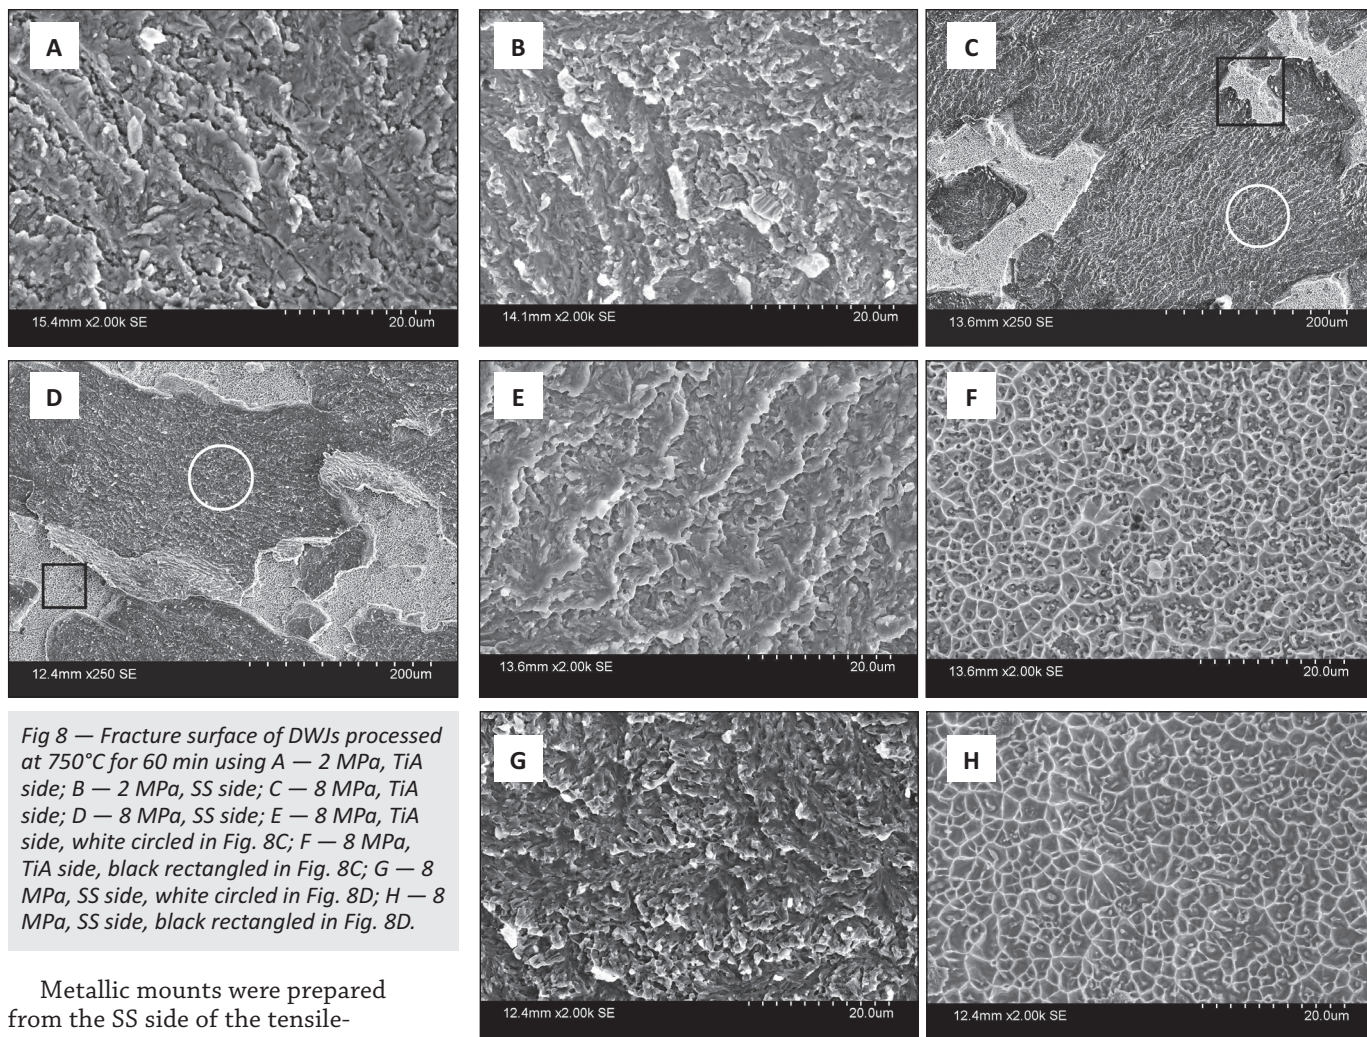 A
15.4mm x2.00k SE
20.0um
B
14.1mm x2.00k SE
20.0um
C
13.6mm x250 SE
200um
D
12.4mm x250 SE
200um
E
13.6mm x2.00k SE
20.0um
F
13.6mm x2.00k SE
20.0um
Fig 8 — Fracture surface of DWJs processed
at 750°C for 60 min using A — 2 MPa, TiA
side; B — 2 MPa, SS side; C — 8 MPa, TiA
side; D — 8 MPa, SS side; E — 8 MPa, TiA
side, white circled in Fig. 8C; F — 8 MPa,
TiA side, black rectangled in Fig. 8C; G — 8
MPa, SS side, white circled in Fig. 8D; H — 8
MPa, SS side, black rectangled in Fig. 8D.
G
12.4mm x2.00k SE
20.0um
H
12.4mm x2.00k SE
20.0um
Metallic mounts were prepared
from the SS side of the tensile-